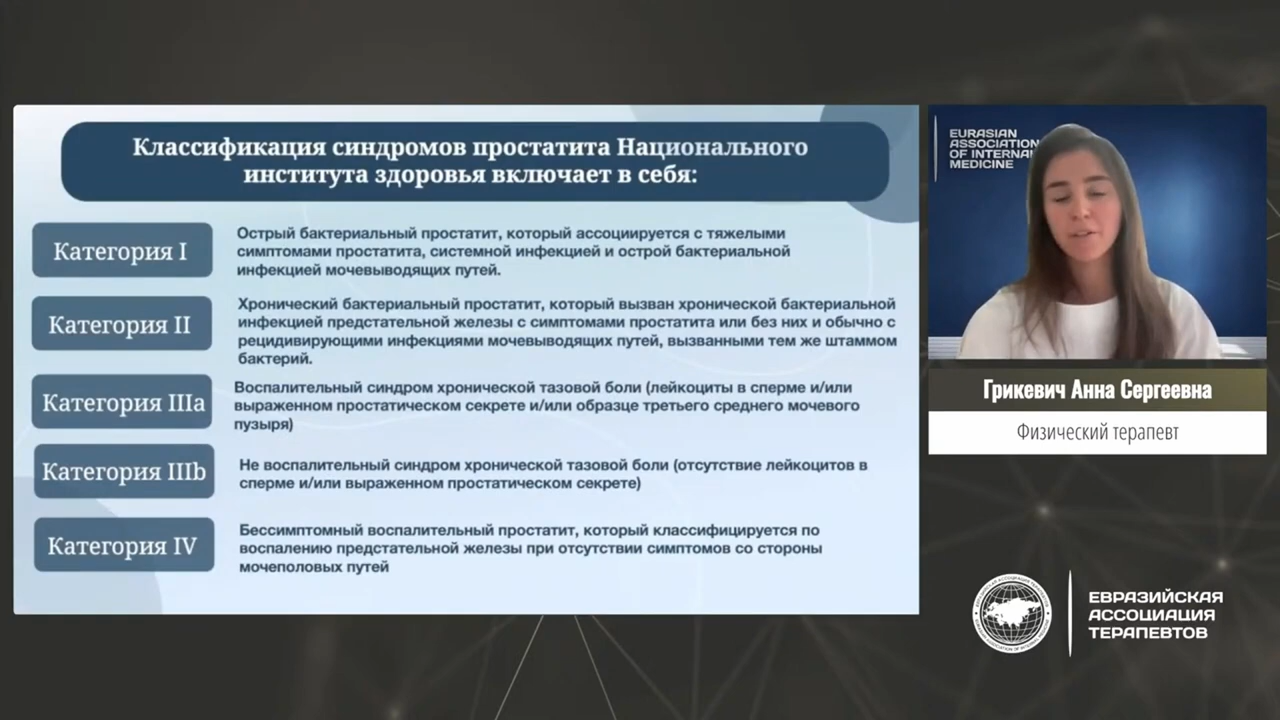 Классификация синдромов простатита Национального
института здоровья включает в себя:
Категория I
Острый бактериальный простатит, который ассоциируется с тяжелыми
симптомами простатита, системной инфекцией и острой бактериальной
инфекцией мочевыводящих путей.
Категория II
Хронический бактериальный простатит, который вызван хронической бактериальной
инфекцией предстательной железы с симптомами простатита или без них и обычно с
рецидивирующими инфекциями мочевыводящих путей, вызванными тем же штаммом
бактерий.
Категория IIIa
Воспалительный синдром хронической тазовой боли (лейкоциты в сперме и/или
выраженном простатическом секрете и/или образце третьего среднего мочевого
пузыря)
Категория IIIb
Не воспалительный синдром хронической тазовой боли (отсутствие лейкоцитов в
сперме и/или выраженном простатическом секрете)
Категория IV
Бессимптомный воспалительный простатит, который классифицируется по
воспалению предстательной железы при отсутствии симптомов со стороны
мочеполовых путей
EURASIAN
ASSOCIATION
OF INTERNAL
MEDICINE
Грикевич Анна Сергеевна
Физический терапевт
ЕВРАЗИЙСКАЯ
АССОЦИАЦИЯ
ТЕРАПЕВТОВ